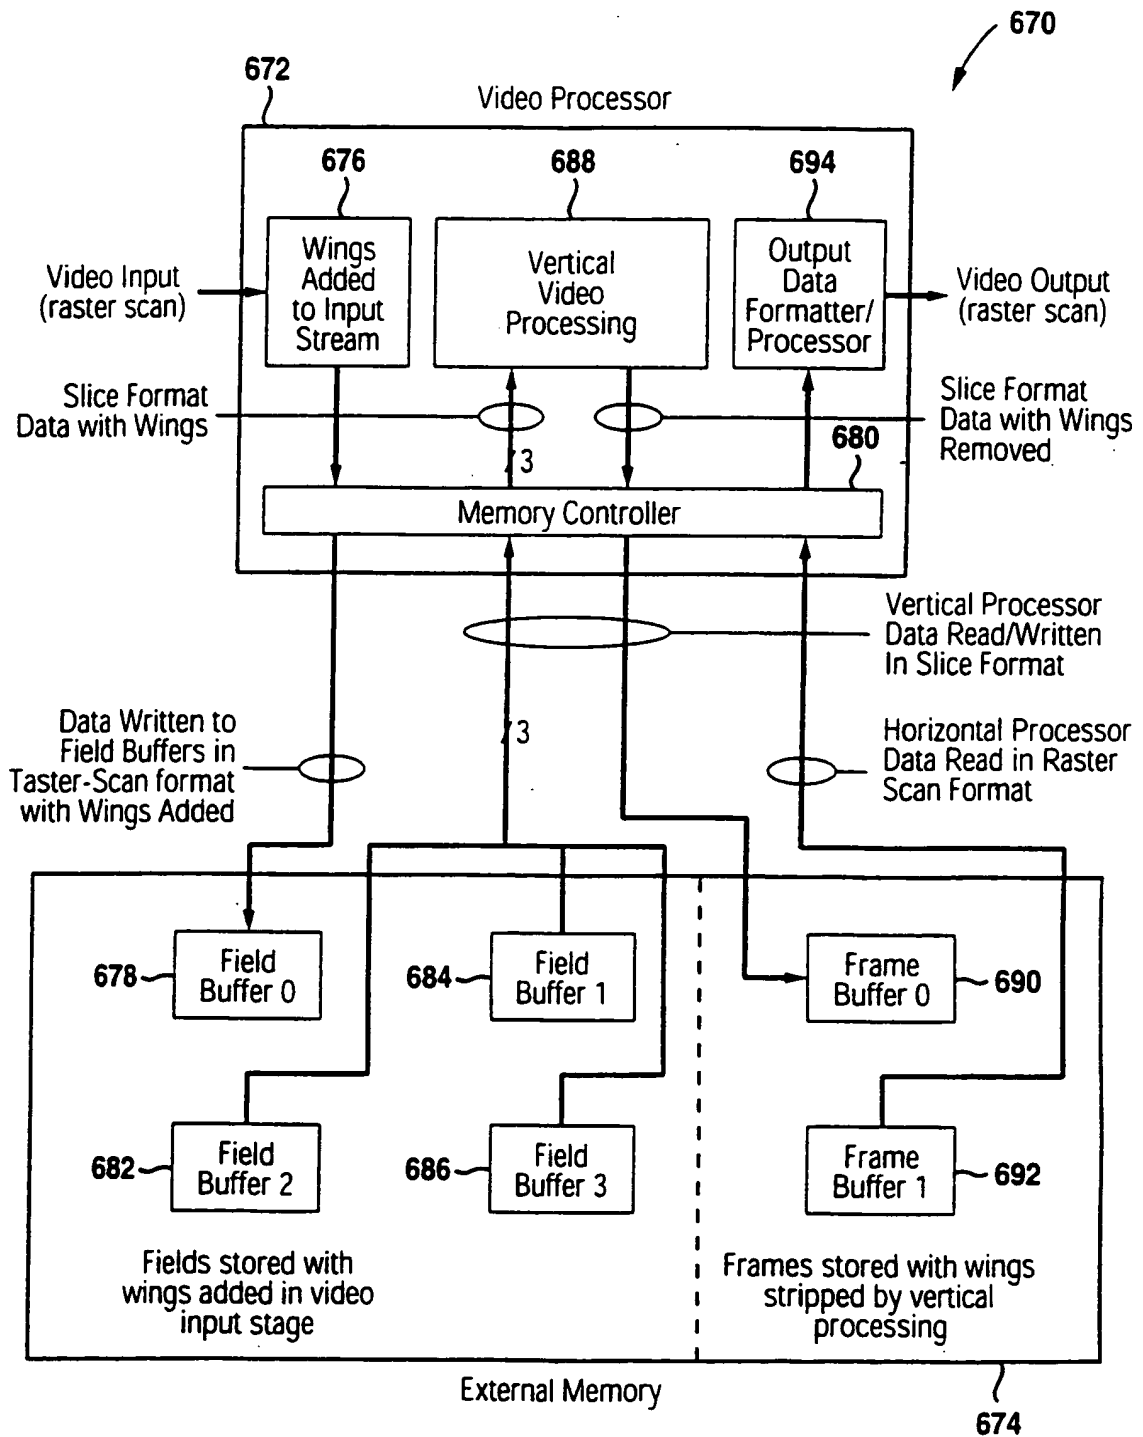 670
672
Video Processor
676
688
694
Wings
Added
to Input
Stream
Vertical
Video
Processing
Output
Data
Formatter/
Processor
Video Input
(raster scan)
Video Output
(raster scan)
Slice Format
Data with Wings
Slice Format
Data with Wings
Removed
3
680
Memory Controller
Vertical Processor
Data Read/Written
In Slice Format
3
Data Written to
Field Buffers in
Taster-Scan format
with Wings Added
Horizontal Processor
Data Read in Raster
Scan Format
678
Field
Buffer 0
684
Field
Buffer 1
Frame
Buffer 0
690
682
Field
Buffer 2
686
Field
Buffer 3
Frame
Buffer 1
692
Fields stored with
wings added in video
input stage
Frames stored with wings
stripped by vertical
processing
External Memory
674